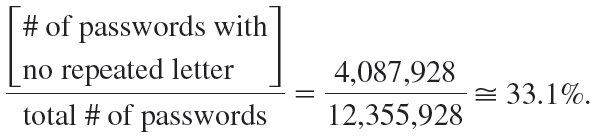 [# of passwords with
no repeated letter]
total # of passwords
= 4,087,928
12,355,928
≅ 33.1%.